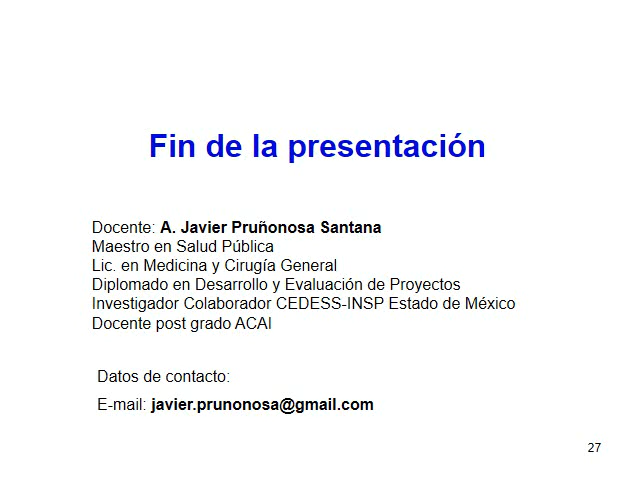 Fin de la presentación
Docente: A. Javier Pruñonosa Santana
Maestro en Salud Pública
Lic. en Medicina y Cirugía General
Diplomado en Desarrollo y Evaluación de Proyectos
Investigador Colaborador CEDESS-INSP Estado de México
Docente post grado ACAI
Datos de contacto:
E-mail: javier.prunonosa@gmail.com
27